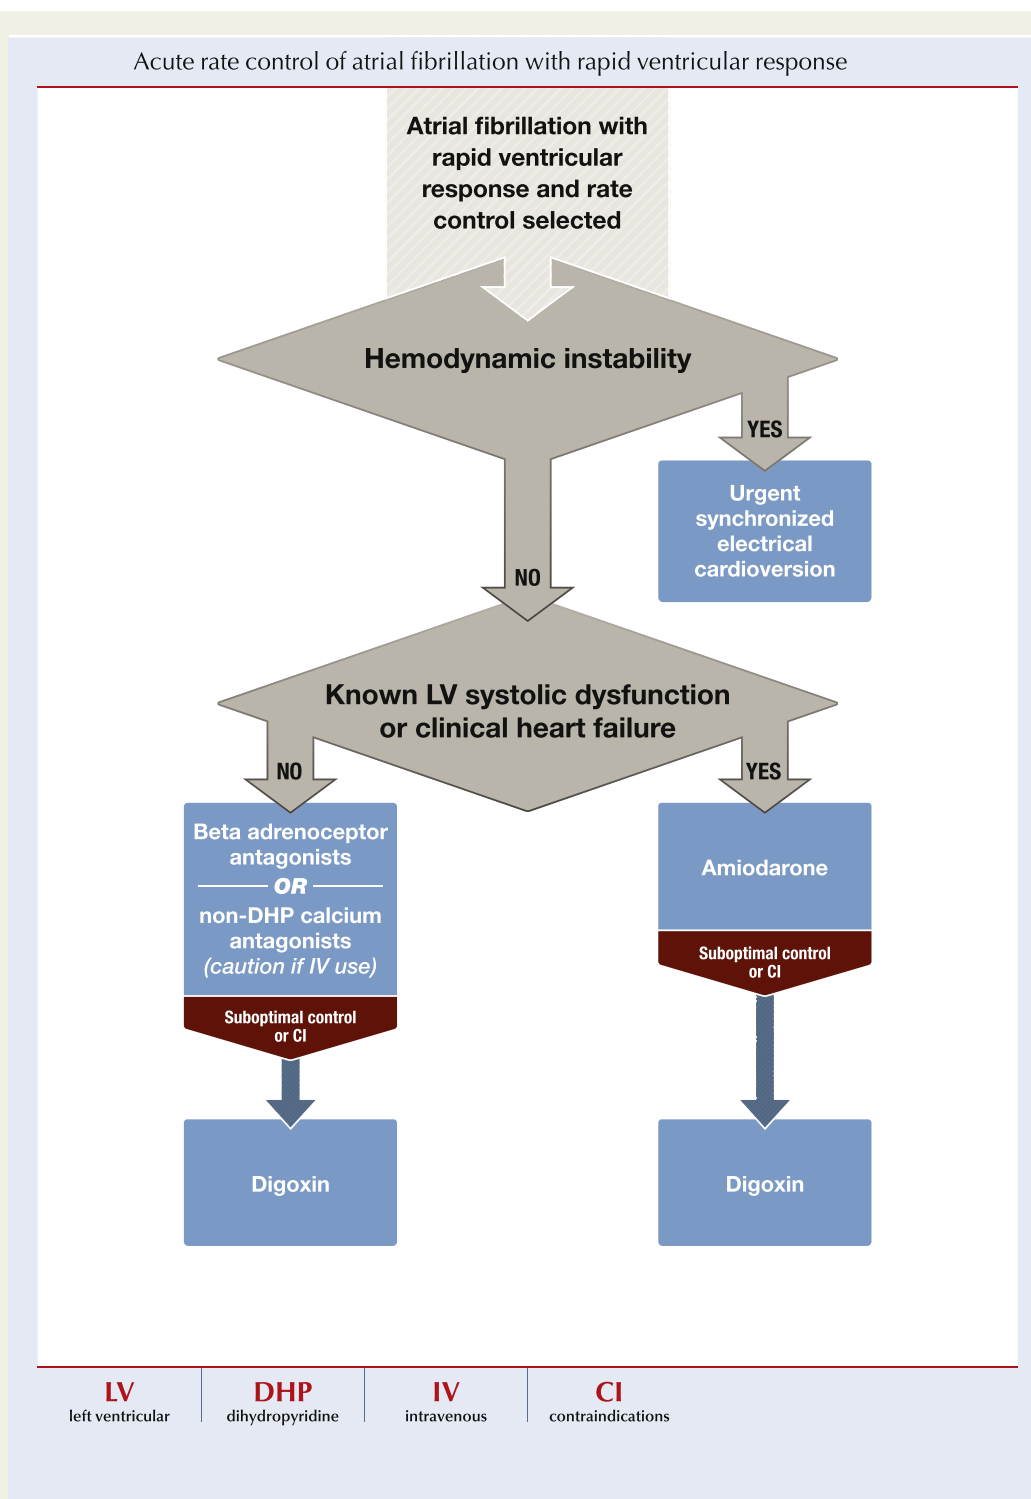 Acute rate control of atrial fibrillation with rapid ventricular response
Atrial fibrillation with
rapid ventricular
response and rate
control selected
Hemodynamic instability
YES
Urgent
synchronized
electrical
cardioversion
NO
Known LV systolic dysfunction
or clinical heart failure
NO
YES
Beta adrenoceptor
antagonists
OR
non-DHP calcium
antagonists
(caution if IV use)
Suboptimal control
or CI
Digoxin
Amiodarone
Suboptimal control
or CI
Digoxin
LV
left ventricular
DHP
dihydropyridine
IV
intravenous
CI
contraindications